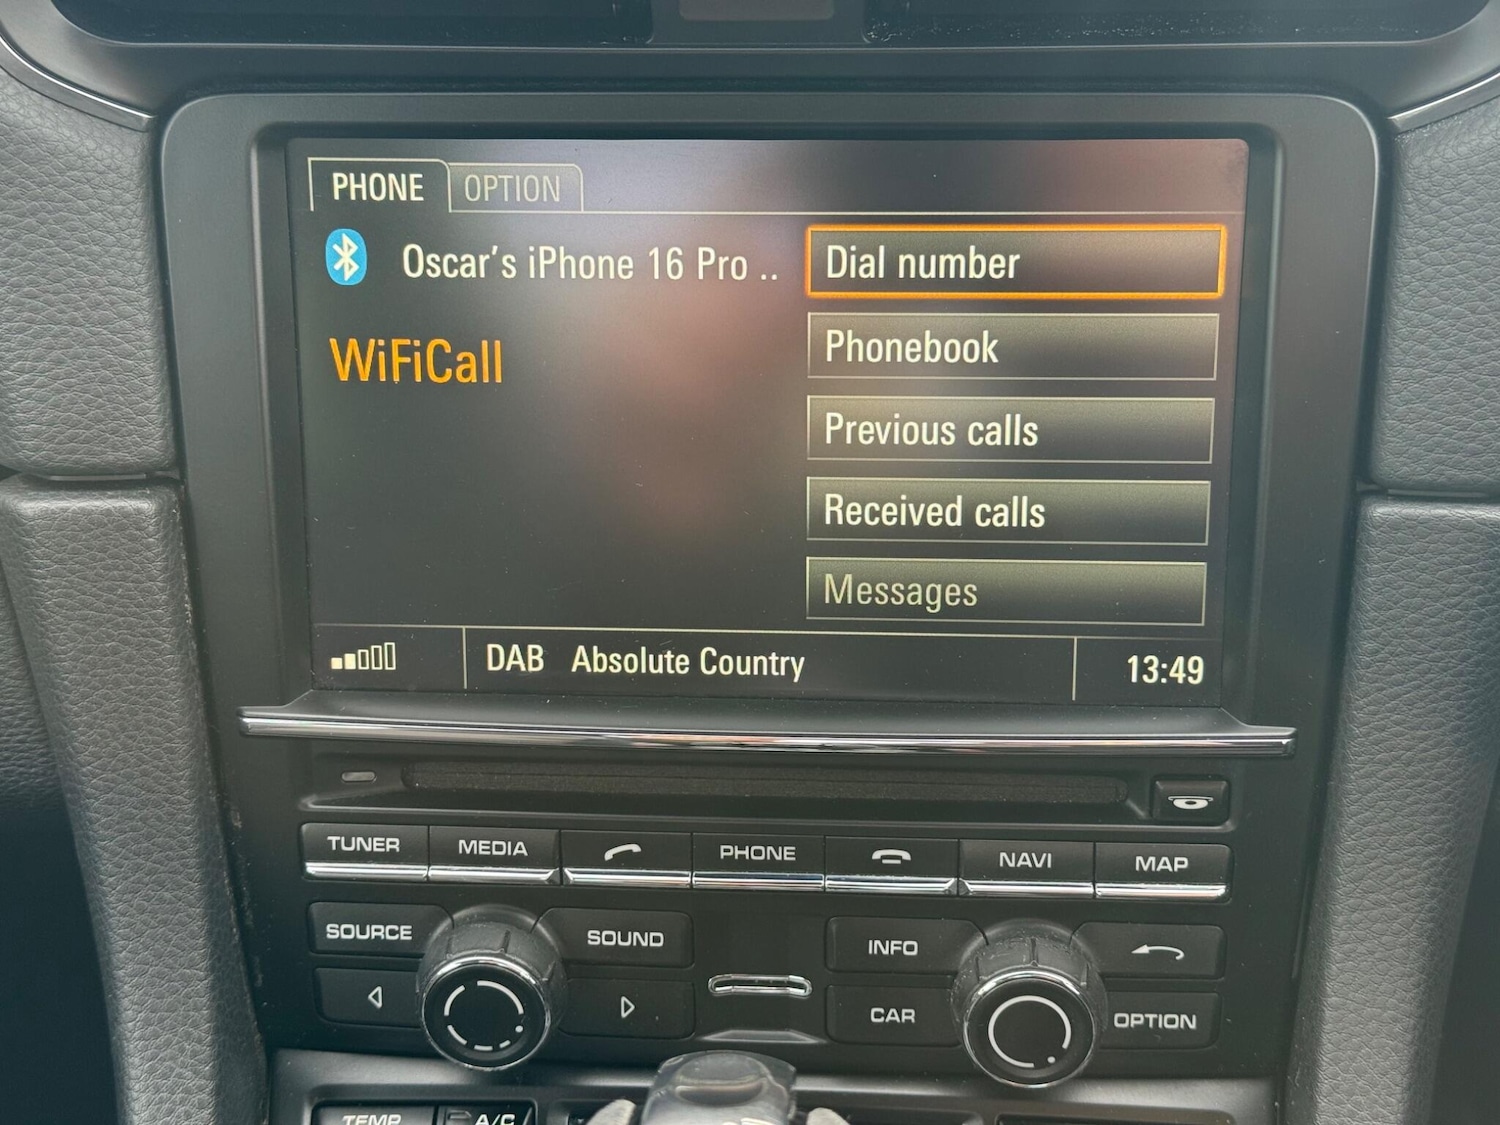 PHONE OPTION
Oscar's iPhone 16 Pro ..
WiFiCall
Dial number
Phonebook
Previous calls
Received calls
Messages
DAB Absolute Country 13:49
TUNER MEDIA PHONE NAVI MAP
SOURCE SOUND INFO
CAR OPTION
TEMP A/C